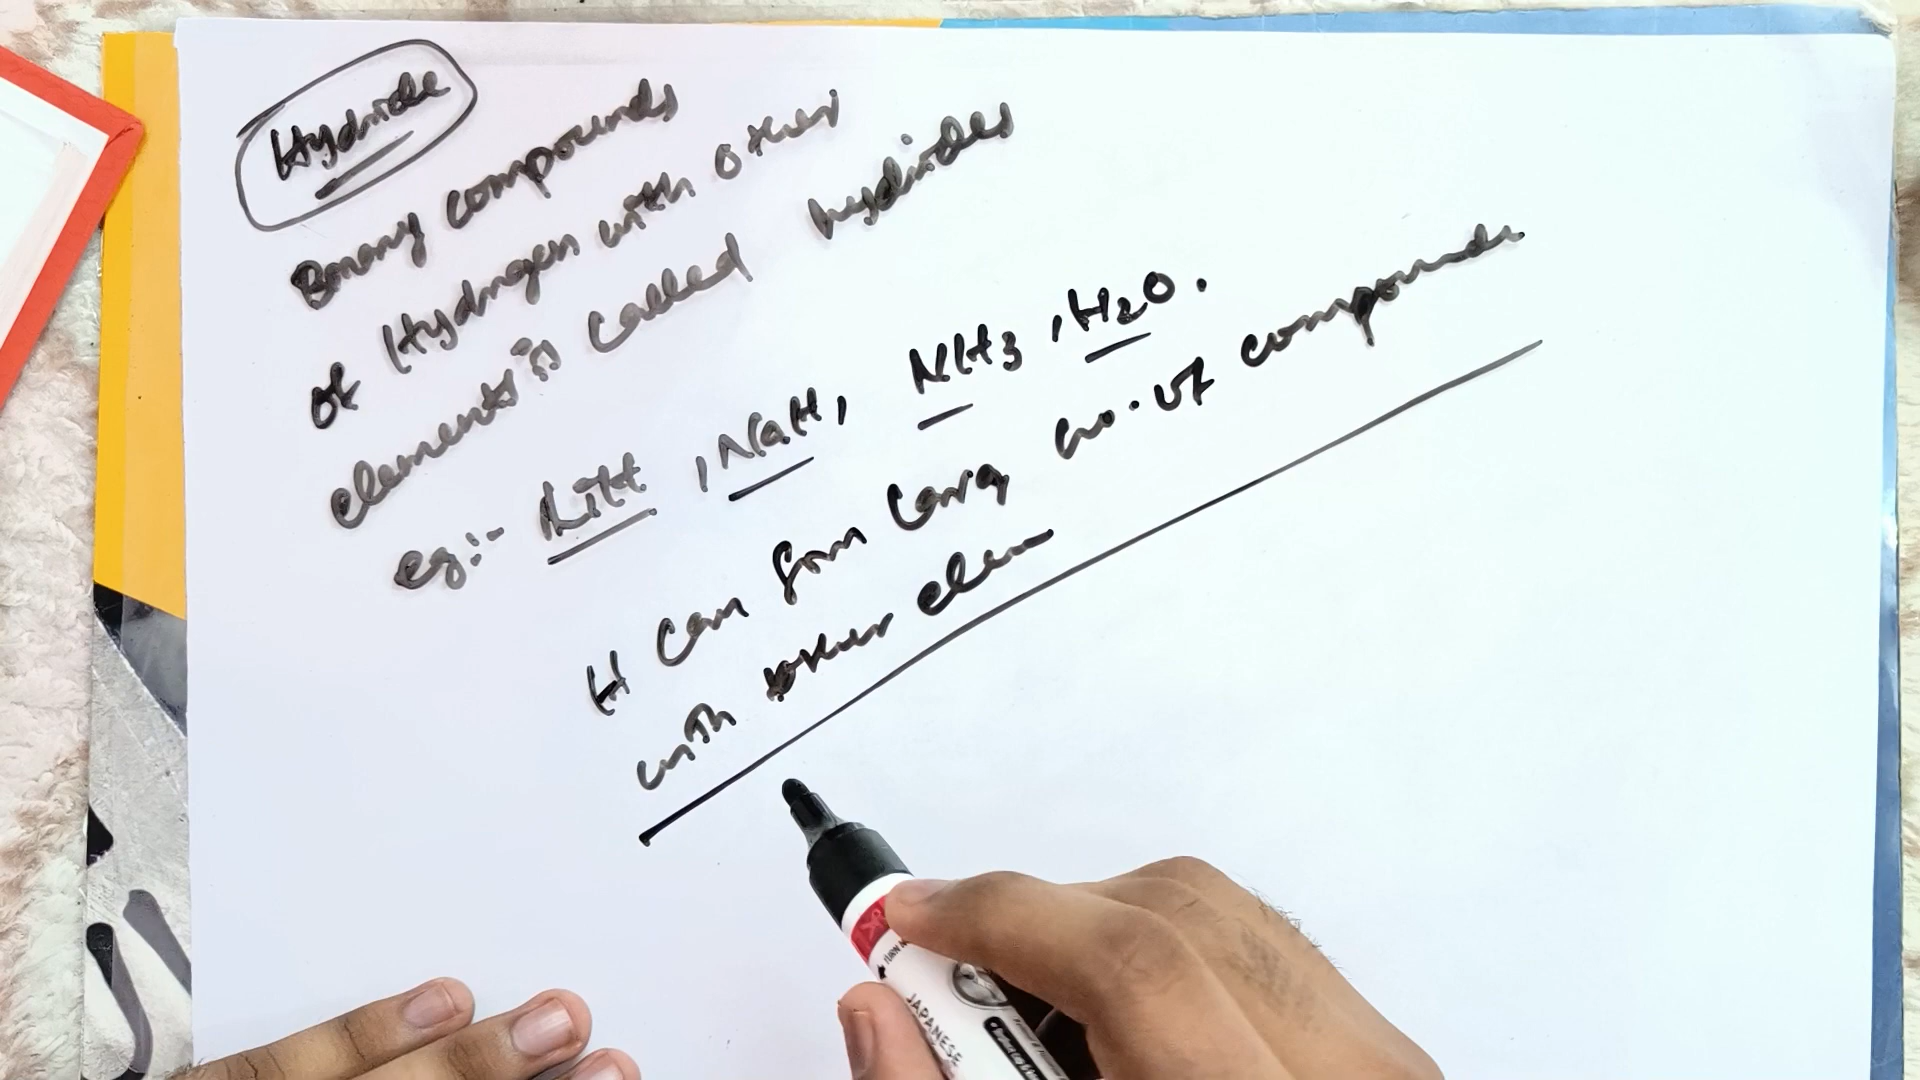 Hydride
Binary compounds
of Hydrogen with other
elements is called hydrides
eg:- LiH, NaH, NH3, H2O.
H can form large no. of compounds
with other elem
JAPANESE